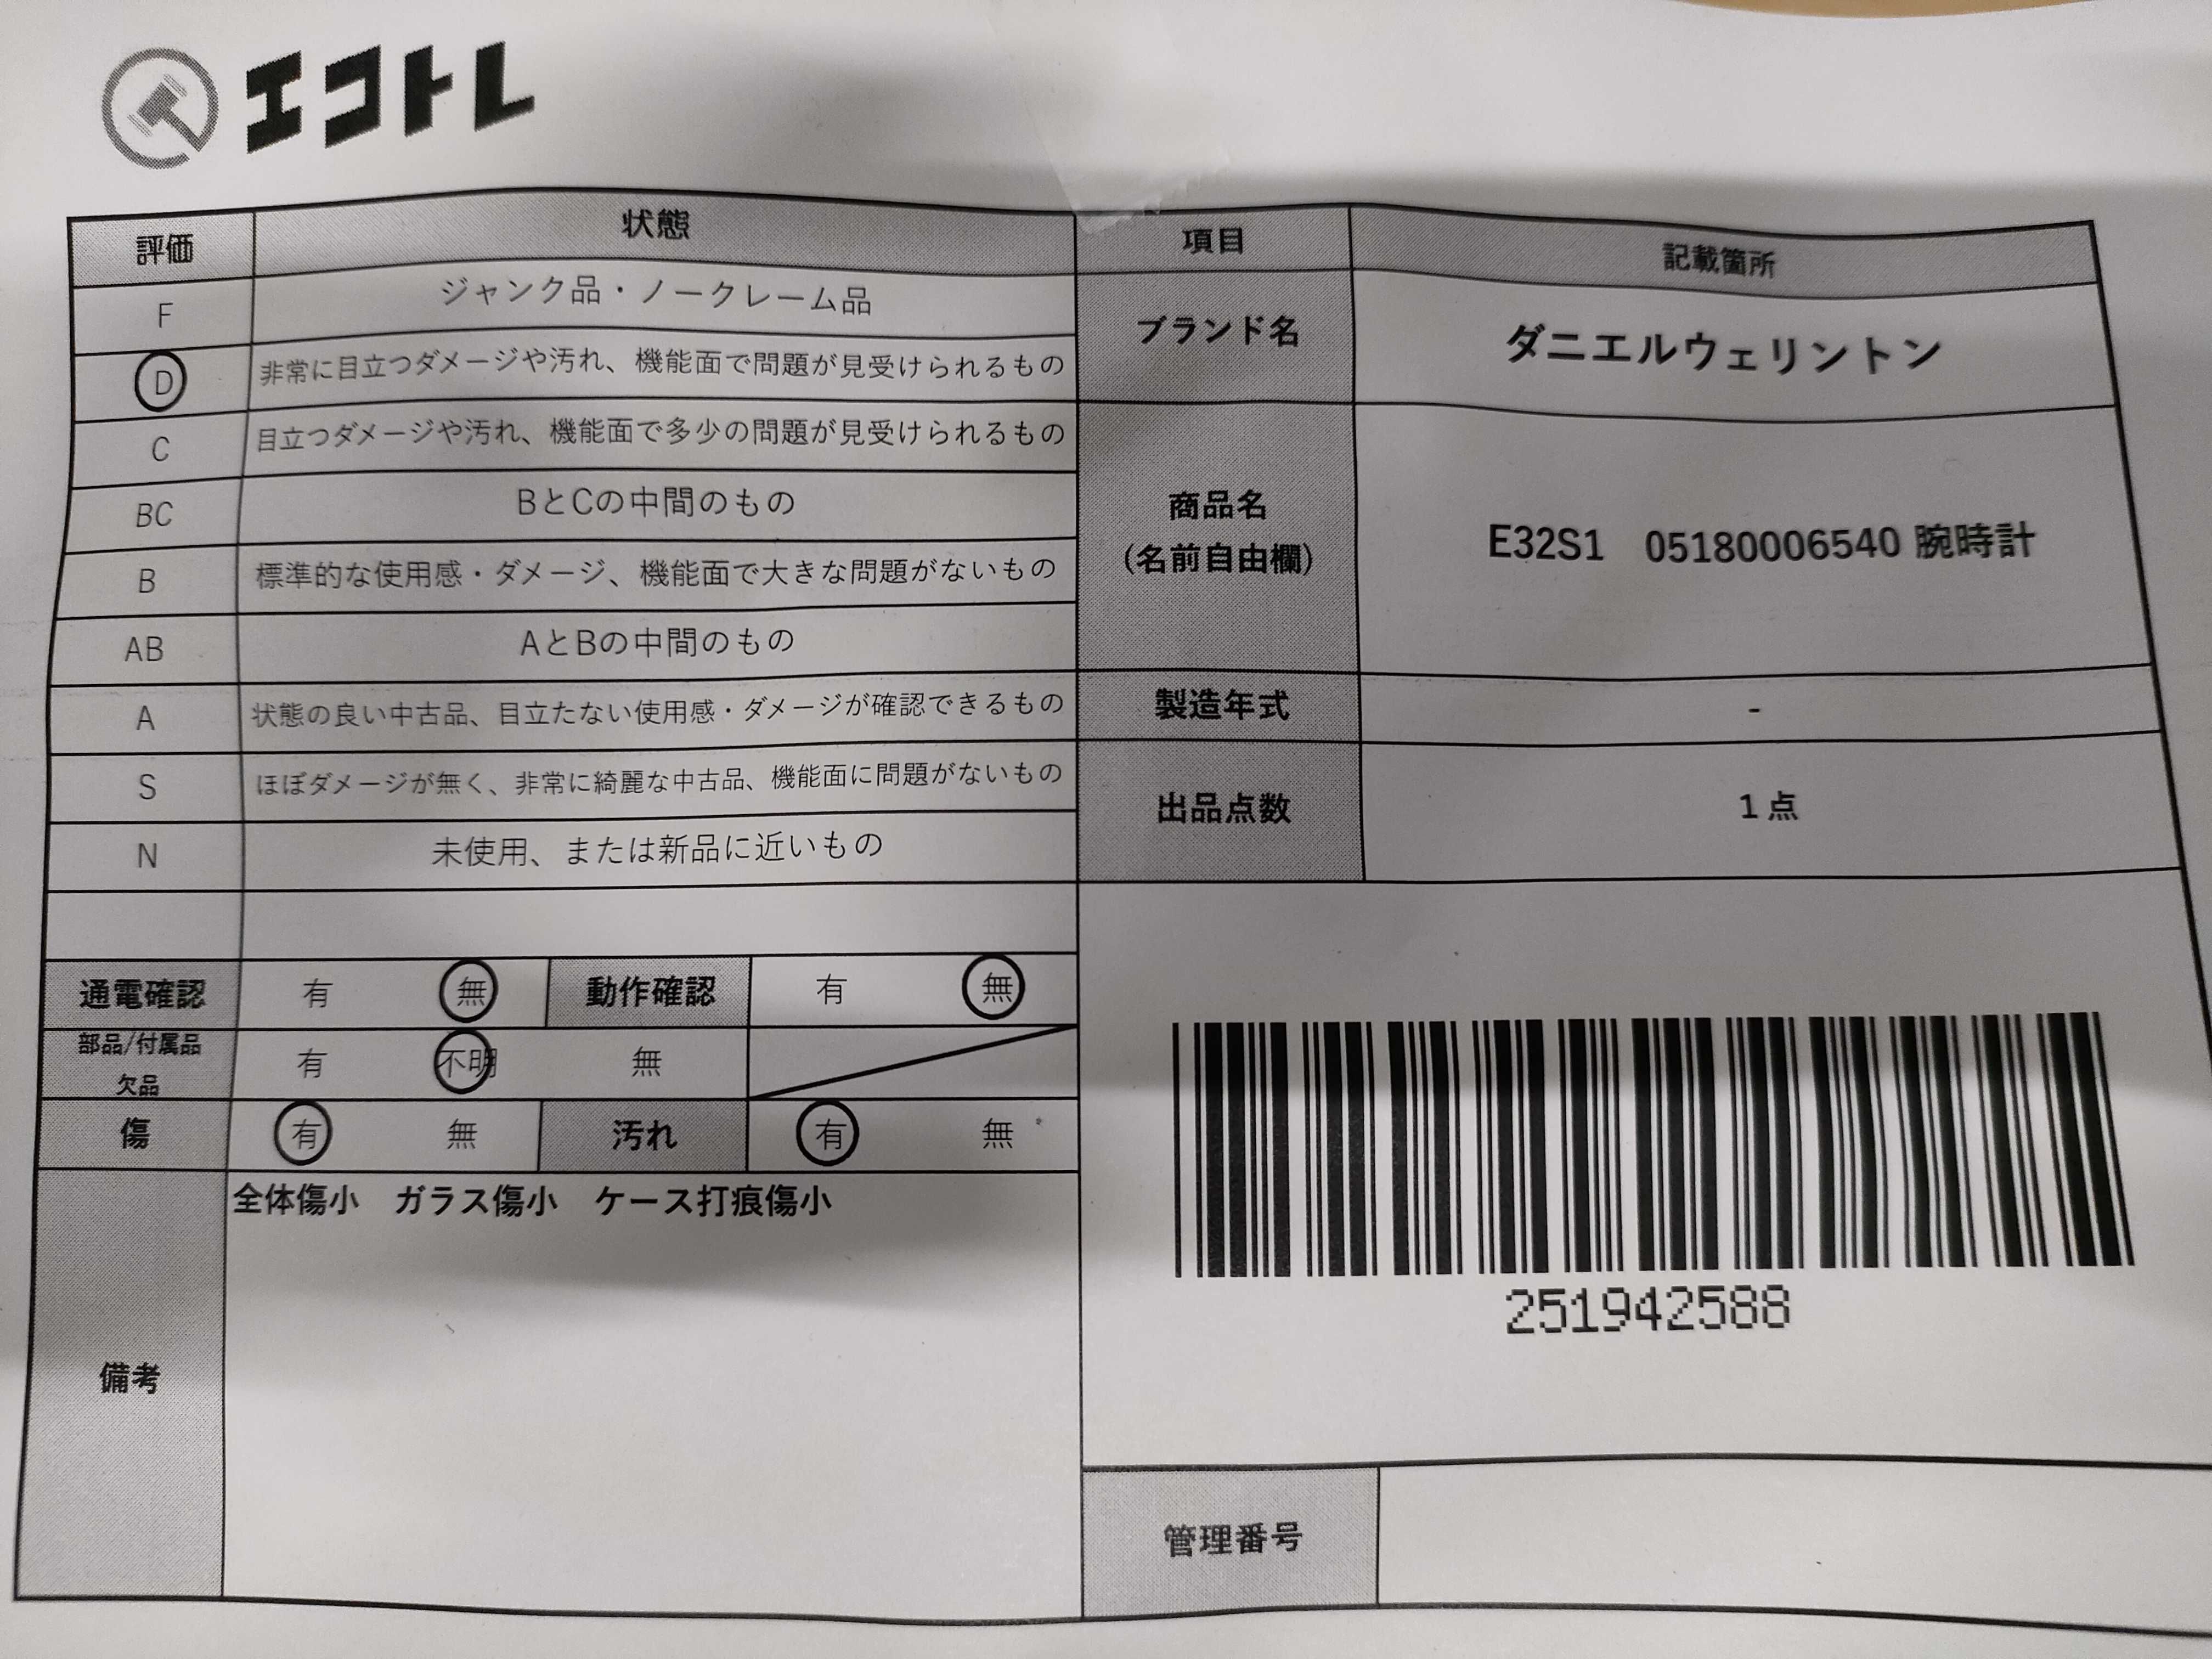 エコトレ
評価 状態
F ジャンク品・ノークレーム品
D 非常に目立つダメージや汚れ、機能面で問題が見受けられるもの
C 目立つダメージや汚れ、機能面で多少の問題が見受けられるもの
BC BとCの中間のもの
B 標準的な使用感・ダメージ、機能面で大きな問題がないもの
AB AとBの中間のもの
A 状態の良い中古品、目立たない使用感・ダメージが確認できるもの
S ほぼダメージが無く、非常に綺麗な中古品、機能面に問題がないもの
N 未使用、または新品に近いもの
通電確認 有 無 動作確認 有 無
部品/付属品
欠品
有 不明 無
傷 有 無 汚れ 有 無
備考
全体傷小 ガラス傷小 ケース打痕傷小
項目 記載箇所
ブランド名 ダニエルウェリントン
商品名
(名前自由欄)
E32S1 05180006540 腕時計
製造年式 -
出品点数 1点
251942588
管理番号